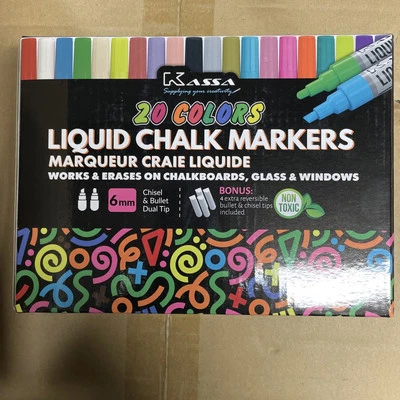 KASSA
Supplying your creativity
20 COLORS
LIQUID CHALK MARKERS
MARQUEUR CRAIE LIQUIDE
WORKS & ERASES ON CHALKBOARDS, GLASS & WINDOWS
6mm
Chisel
& Bullet
Dual Tip
BONUS:
4 extra reversible
bullet & chisel tips
included
NON
TOXIC